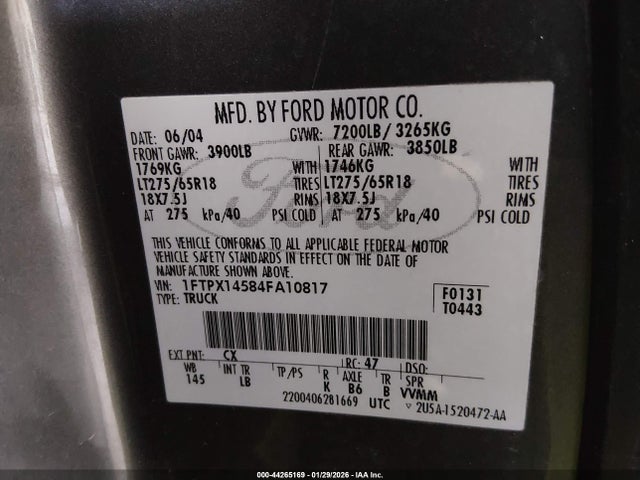 MFD. BY FORD MOTOR CO.
DATE: 06/04 GVWR: 7200LB/ 3265KG
FRONT GAWR: 3900LB REAR GAWR: 3850LB
1769KG WITH 1746KG WITH
LT275/65R18 TIRES LT275/65R18 TIRES
18X7.5J RIMS 18X7.5J RIMS
AT 275 kPa/40 PSI COLD AT 275 kPa/40 PSI COLD
Ford
THIS VEHICLE CONFORMS TO ALL APPLICABLE FEDERAL MOTOR
VEHICLE SAFETY STANDARDS IN EFFECT ON THE DATE OF
MANUFACTURE SHOWN ABOVE.
VIN: 1FTPX14584FA10817 F0131
TYPE: TRUCK T0443
EXT PNT: CX RC: 47 DSO:
WB INT TR TP/PS R AXLE TR SPR
145 LB K B6 B VVMM
2200406281669 UTC ▽ 2U5A-1520472-AA
000-44265169 - 01/29/2026 - IAA Inc.